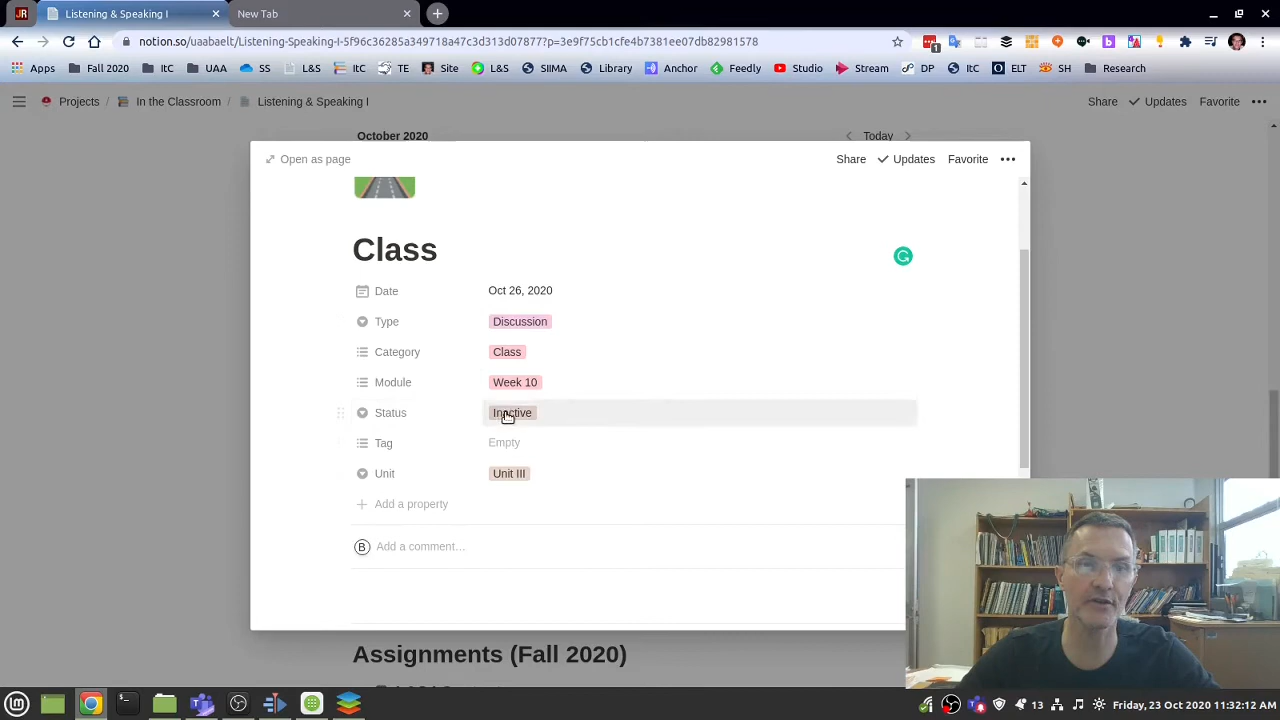 JR
Listening & Speaking I
New Tab
notion.so/uaabaelt/Listening-Speaking-I-5f96c36285a349718a47c3d313d07877?p=3e9f75cb1cfe4b7381ee07db82981578
Apps Fall 2020 ItC UAA SS L&S ItC DP Site L&S SIIMA Library Anchor Feedly Studio Stream DP ItC ELT SH Research
Projects / In the Classroom / Listening & Speaking I
Share Updates Favorite
October 2020
Today
Open as page
Share Updates Favorite
Class
Date Oct 26, 2020
Type Discussion
Category Class
Module Week 10
Status Inactive
Tag Empty
Unit Unit III
Add a property
B Add a comment…
Assignments (Fall 2020)
13 Friday, 23 Oct 2020 11:32:12 AM